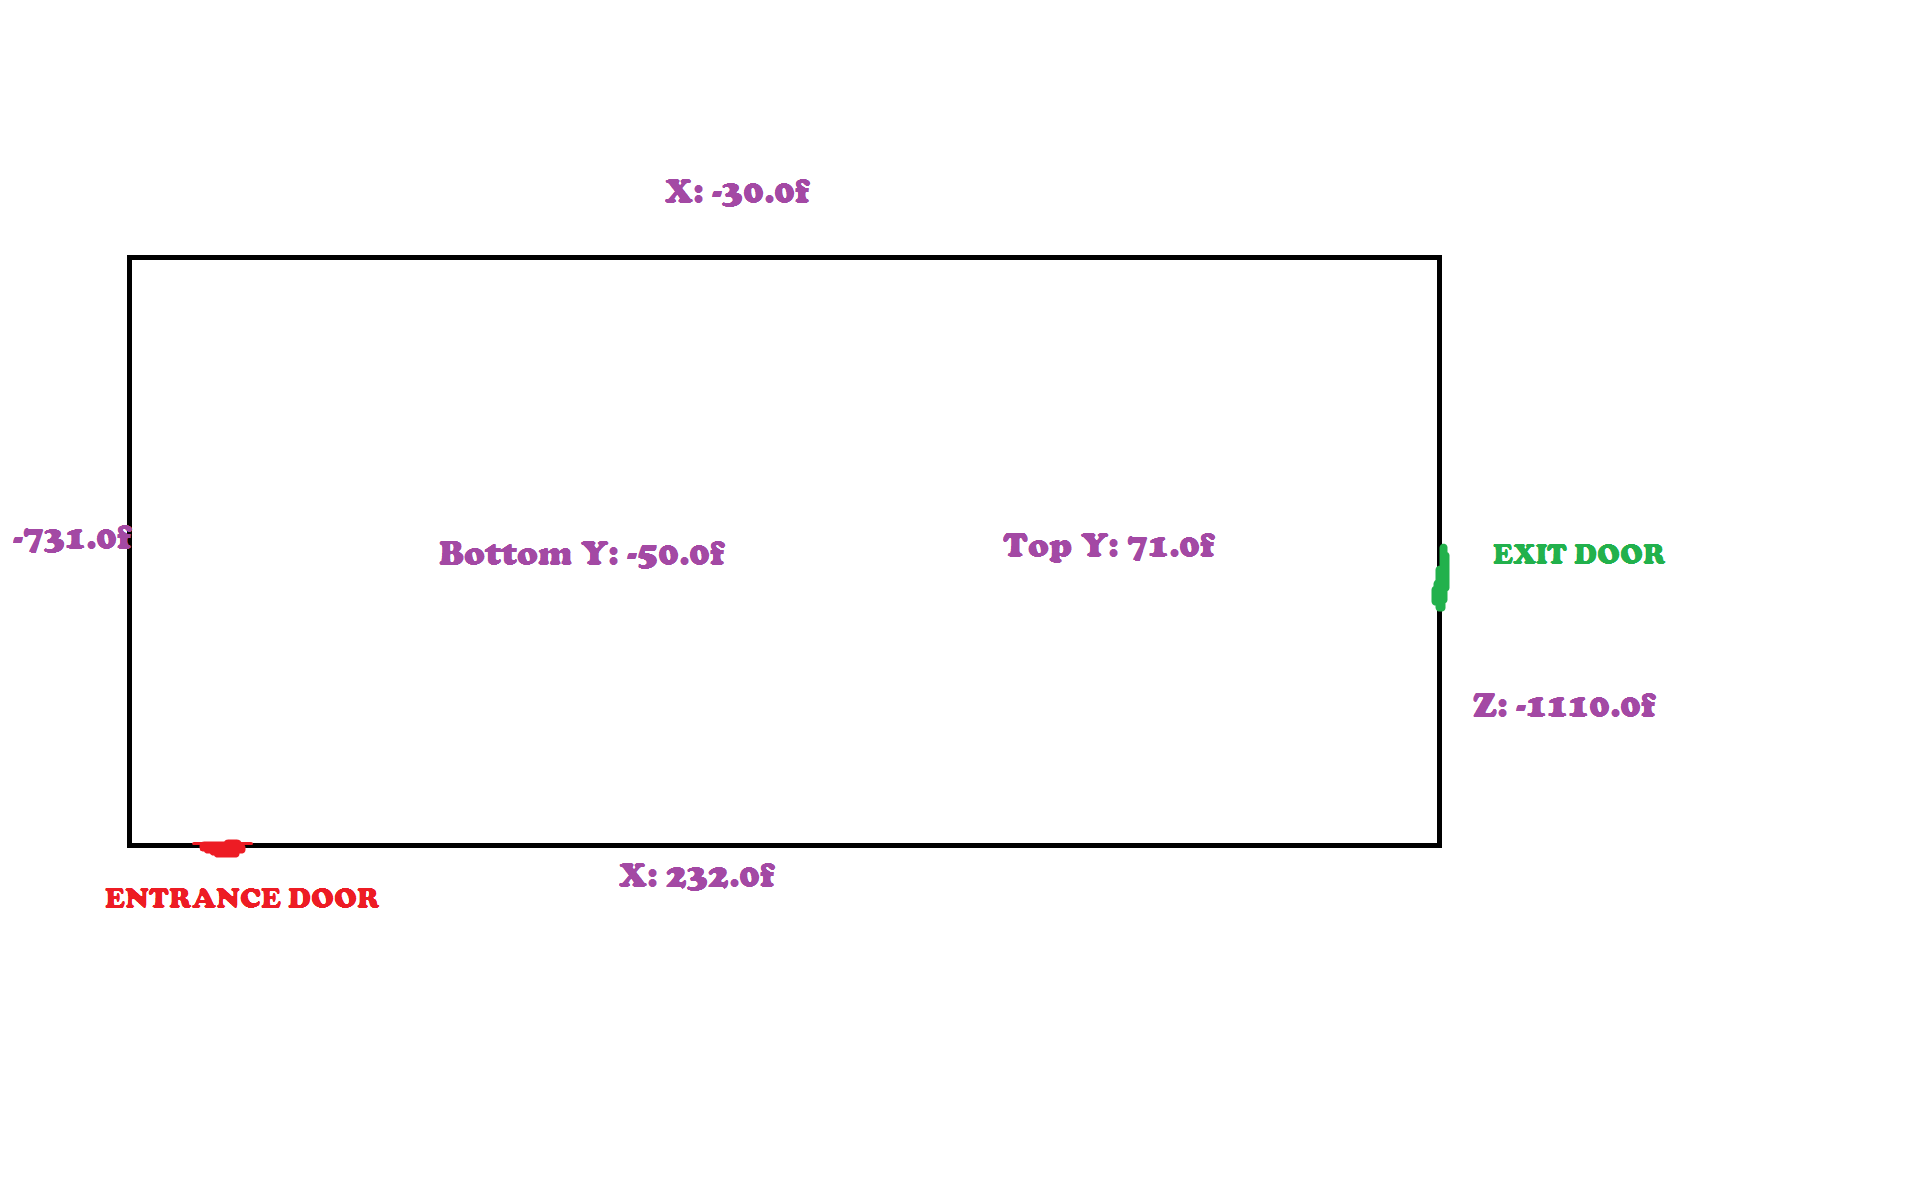 X: -30.0f
-731.0f
Bottom Y: -50.0f
Top Y: 71.0f
EXIT DOOR
Z: -1110.0f
X: 232.0f
ENTRANCE DOOR